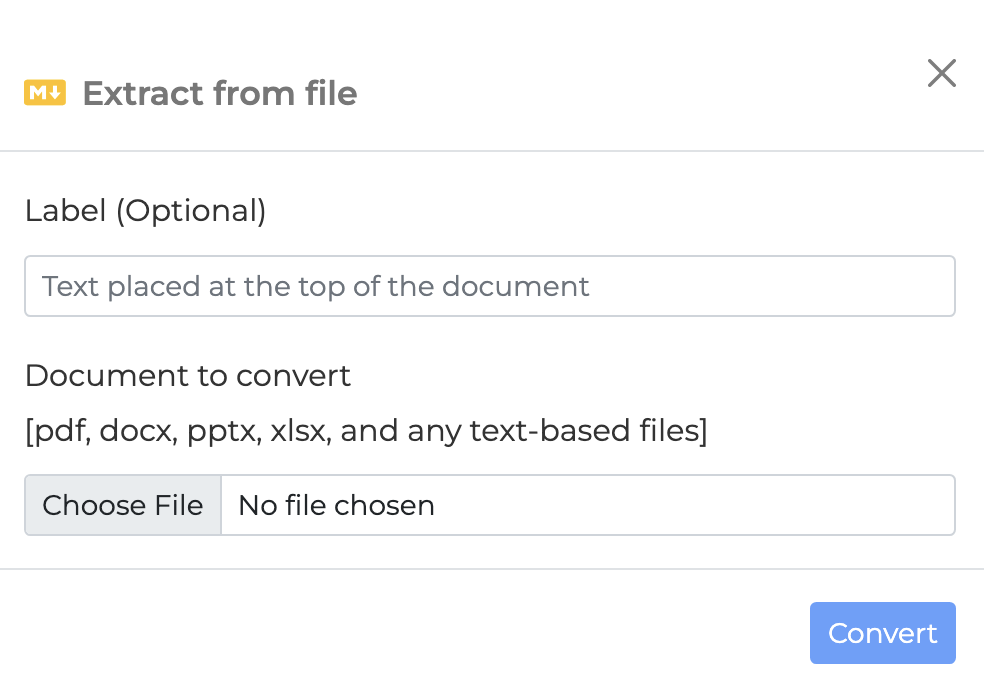 M↓ Extract from file
Label (Optional)
Text placed at the top of the document
Document to convert
[pdf, docx, pptx, xlsx, and any text-based files]
Choose File No file chosen
Convert